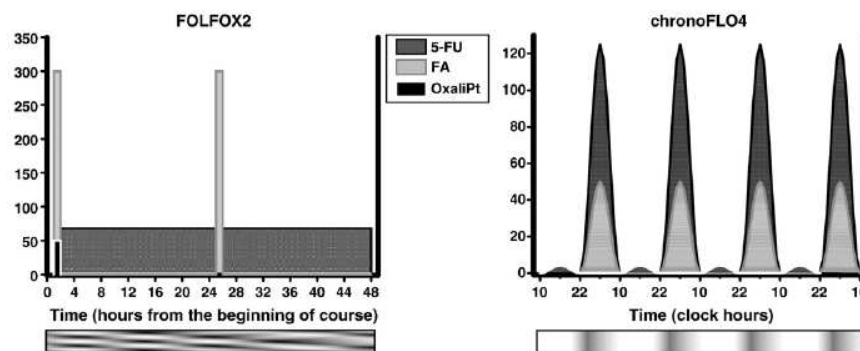 FOLFOX2
350
300
250
200
150
100
50
0
0 4 8 12 16 20 24 28 32 36 40 44 48
Time (hours from the beginning of course)
5-FU
FA
OxaliPt
chronoFLO4
120
100
80
60
40
20
0
10 22 10 22 10 22 10 22 10
Time (clock hours)